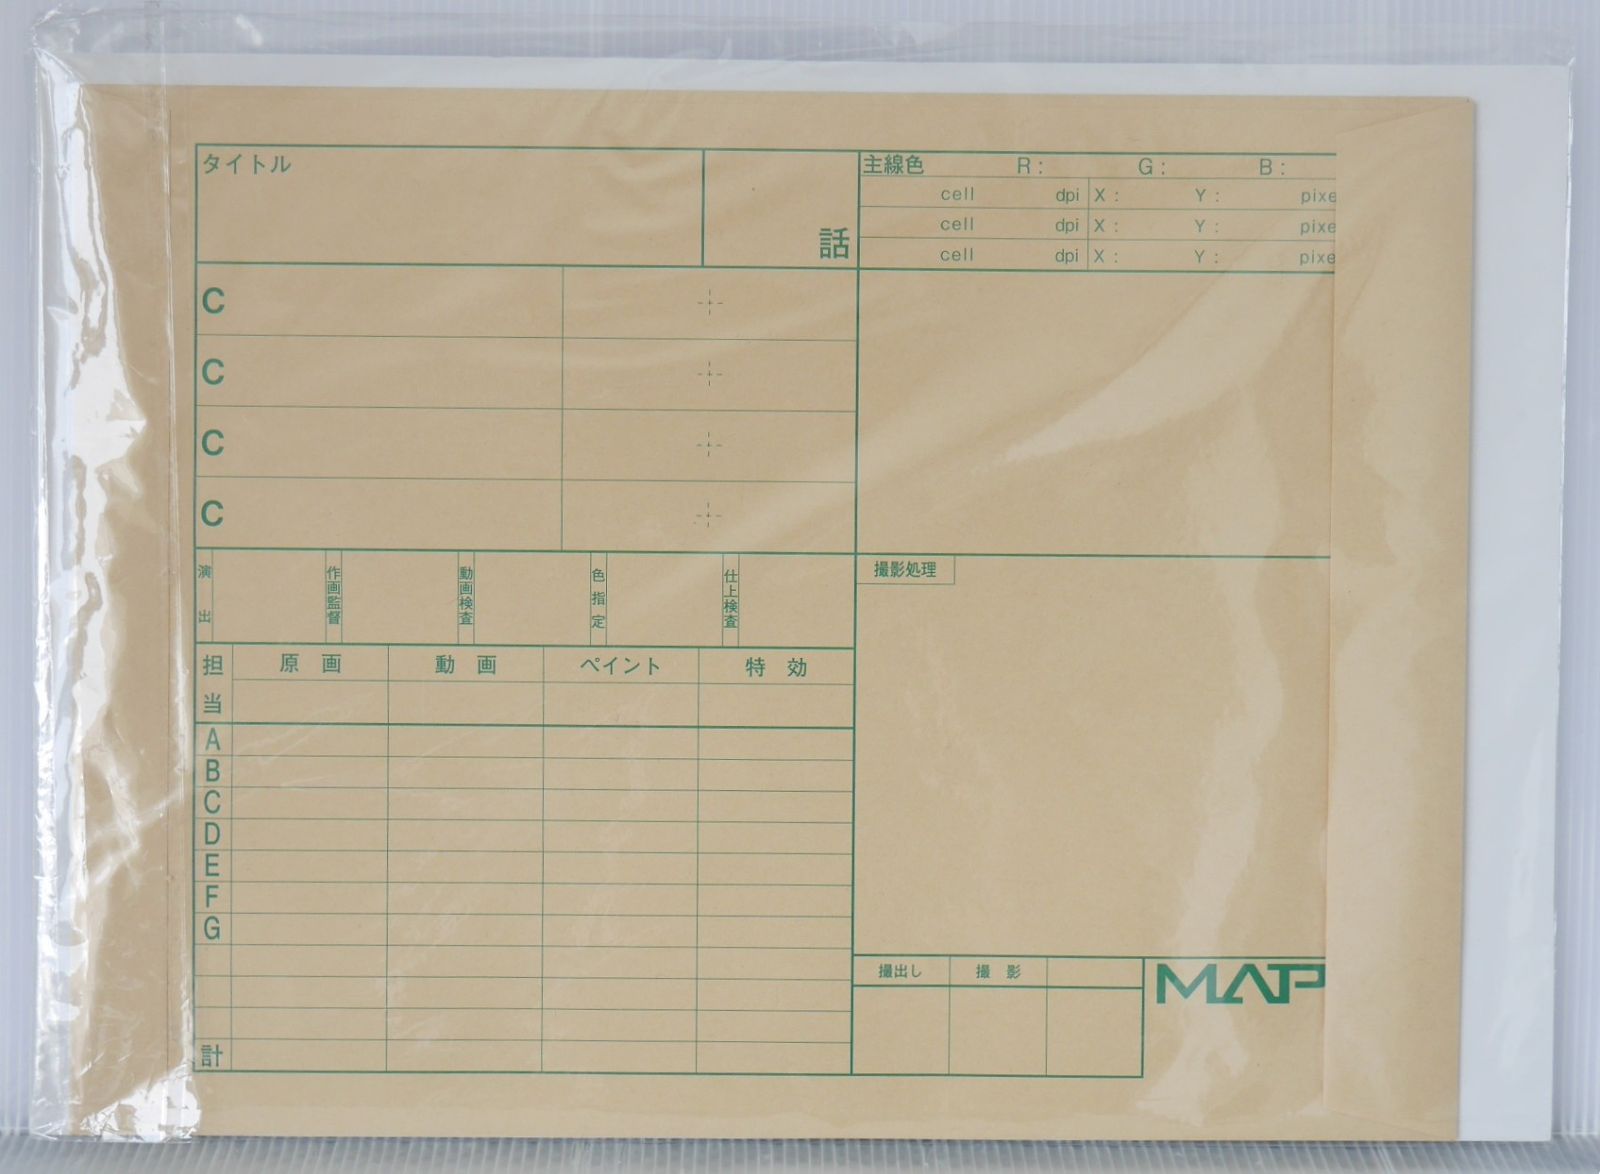 タイトル
話
主線色 R: G: B:
cell dpi X: Y: pixe
cell dpi X: Y: pixe
cell dpi X: Y: pixe
C
C
C
C
演出 作画監督 動画検査 色指定 仕上検査
撮影処理
担当 原画 動画 ペイント 特効
A
B
C
D
E
F
G
計
撮出し 撮影
MAP